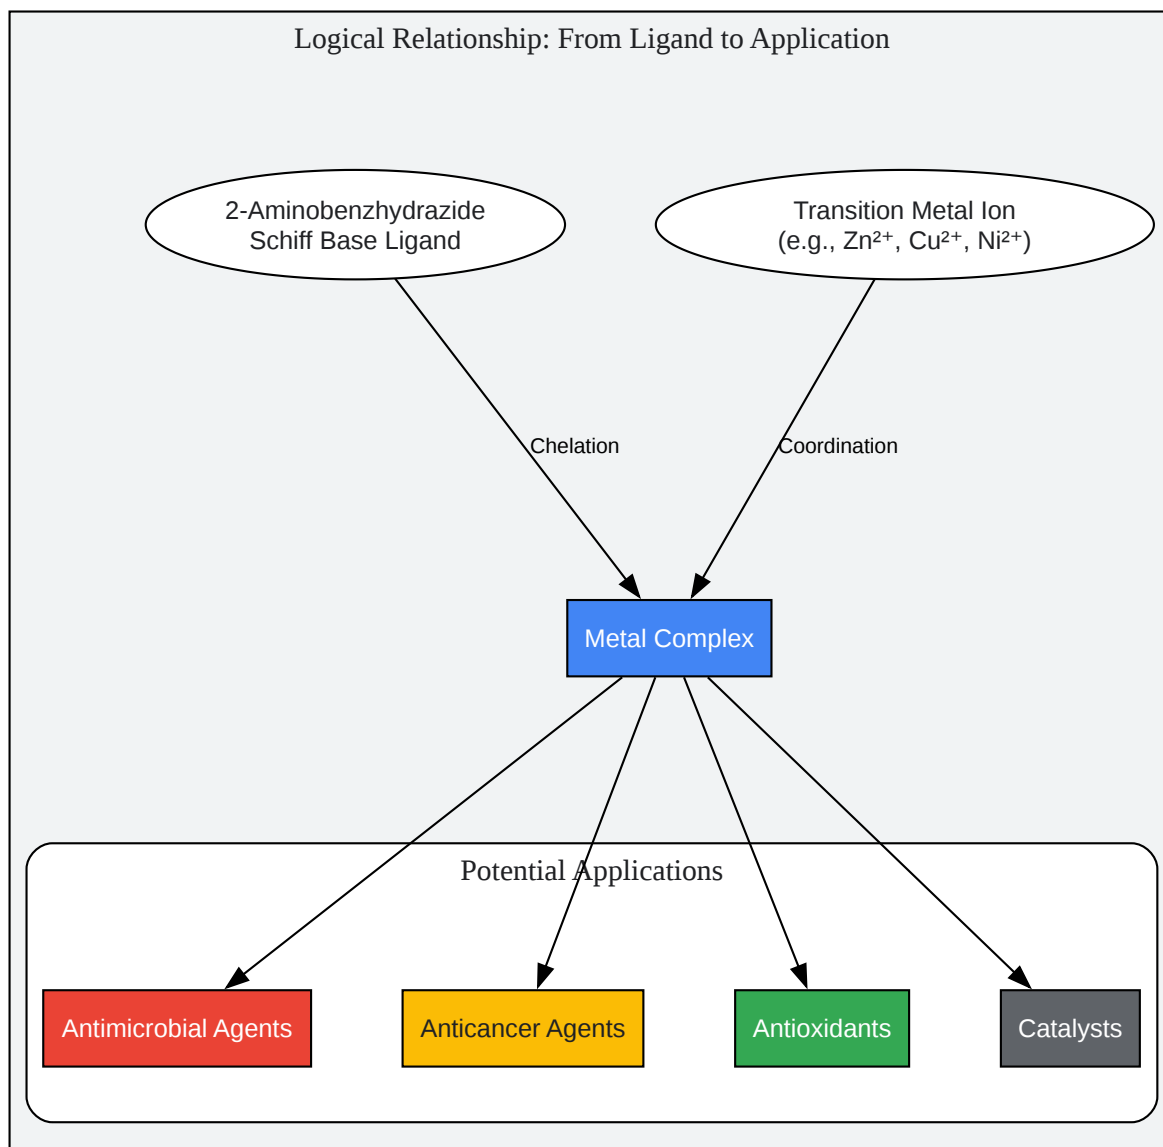 Logical Relationship: From Ligand to Application
2-Aminobenzhydrazide
Schiff Base Ligand
Transition Metal Ion
(e.g., Zn²⁺, Cu²⁺, Ni²⁺)
Chelation
Coordination
Metal Complex
Potential Applications
Antimicrobial Agents
Anticancer Agents
Antioxidants
Catalysts